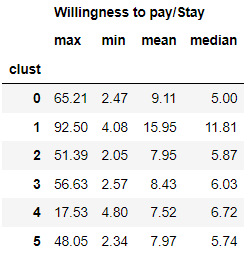 Willingness to pay/Stay
max min mean median
clust
0 65.21 2.47 9.11 5.00
1 92.50 4.08 15.95 11.81
2 51.39 2.05 7.95 5.87
3 56.63 2.57 8.43 6.03
4 17.53 4.80 7.52 6.72
5 48.05 2.34 7.97 5.74